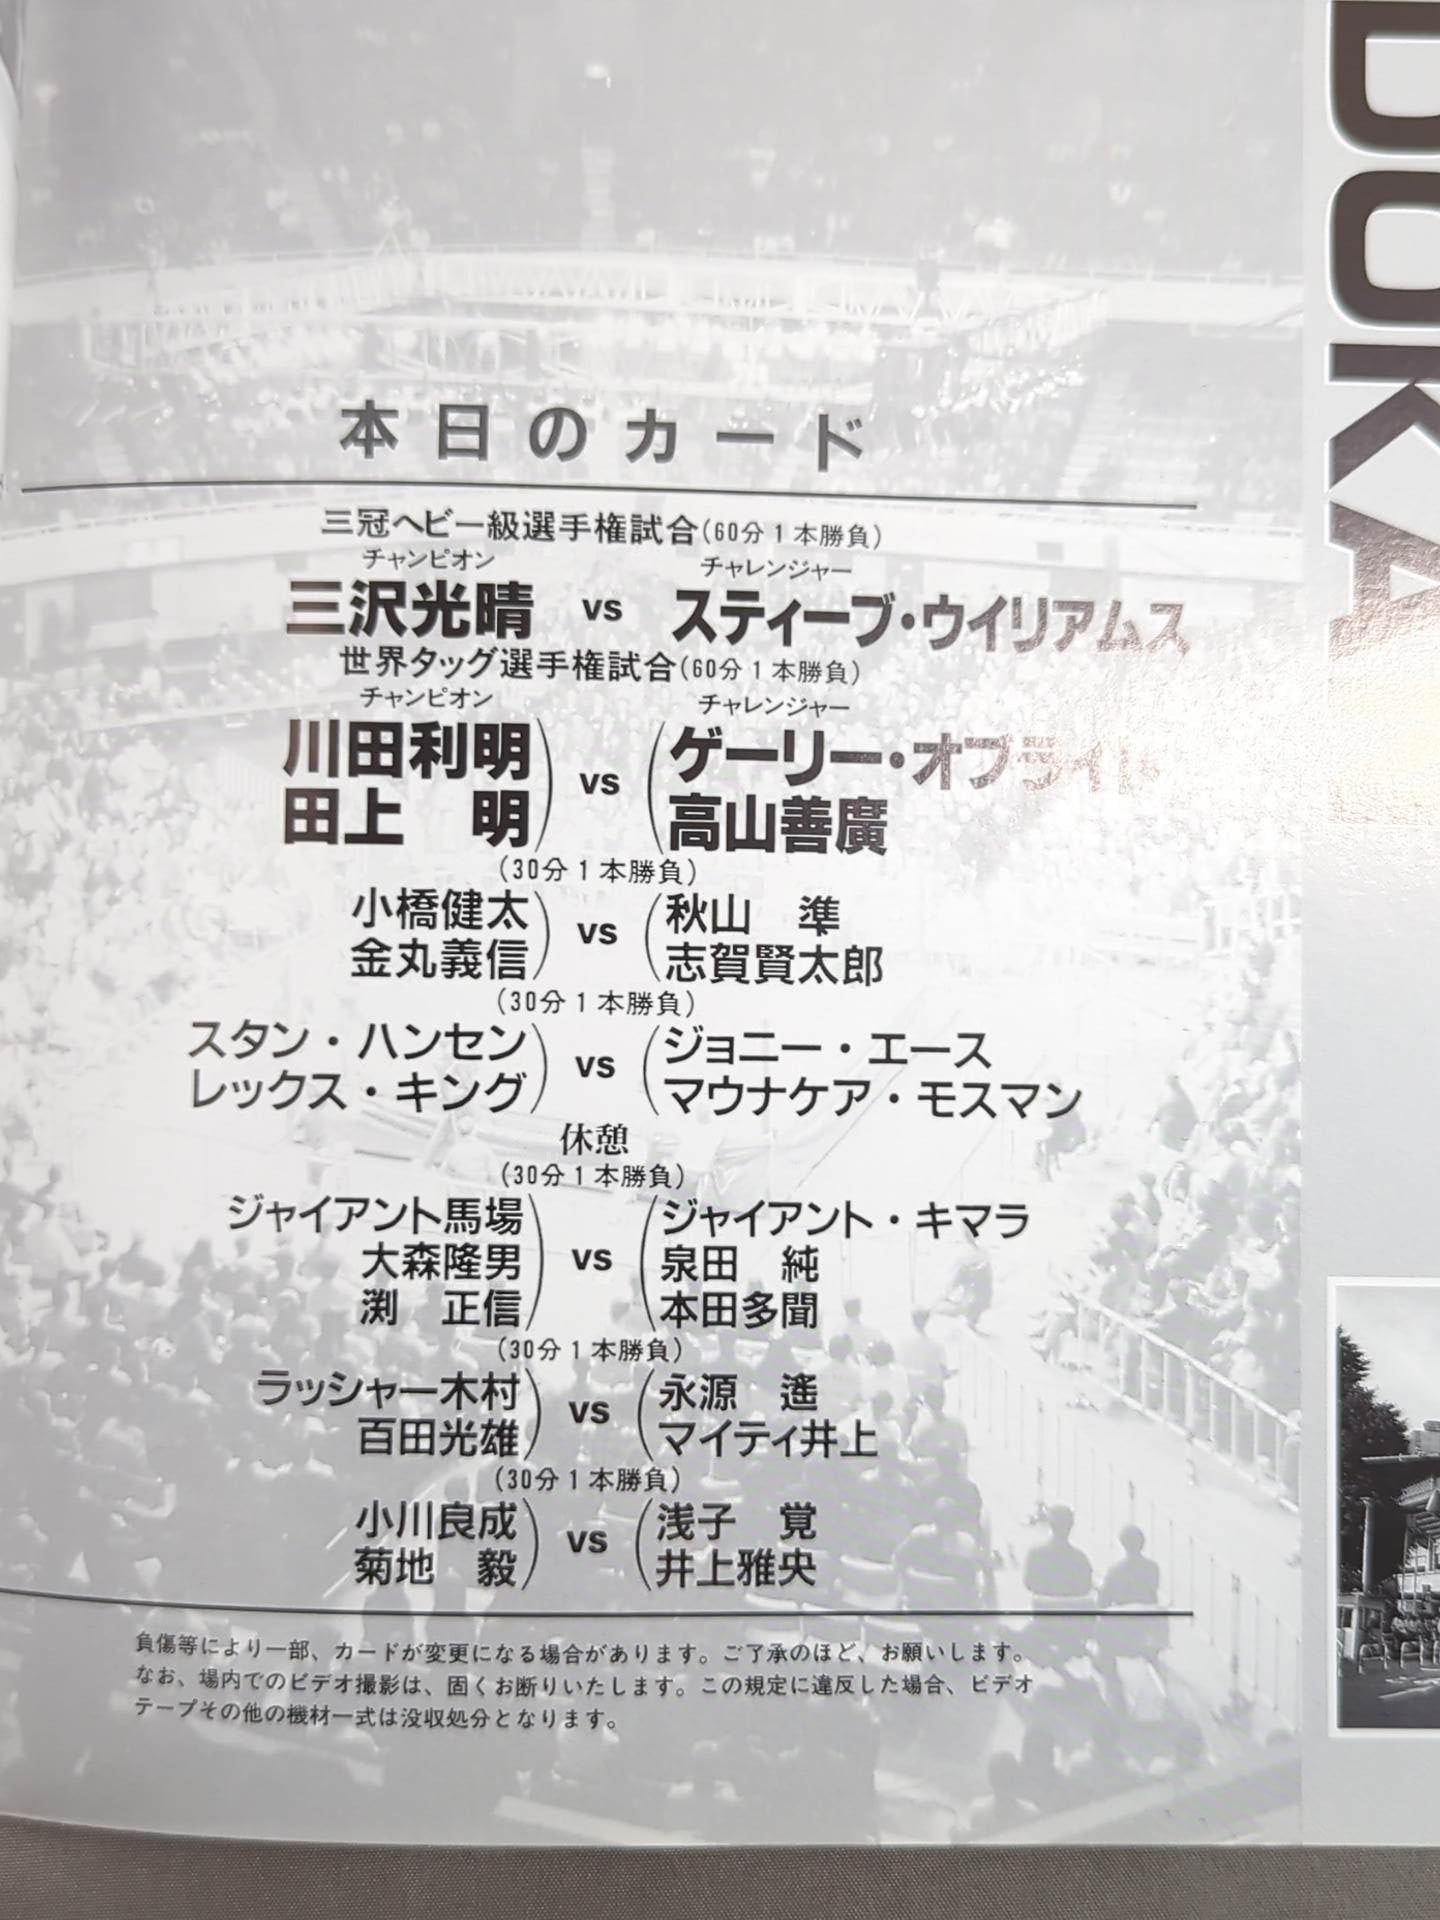 本日のカード
三冠ヘビー級選手権試合(60分1本勝負)
チャンピオン チャレンジャー
三沢光晴 vs スティーブ・ウイリアムス
世界タッグ選手権試合(60分1本勝負)
チャンピオン チャレンジャー
川田利明 ゲーリー・オブライト
vs
田上 明 高山善廣
(30分1本勝負)
小橋健太 秋山 準
vs
金丸義信 志賀賢太郎
(30分1本勝負)
スタン・ハンセン ジョニー・エース
vs
レックス・キング マウナケア・モスマン
休憩
(30分1本勝負)
ジャイアント馬場 ジャイアント・キマラ
大森隆男 vs 泉田 純
渕 正信 本田多聞
(30分1本勝負)
ラッシャー木村 永源 遙
vs
百田光雄 マイティ井上
(30分1本勝負)
小川良成 浅子 覚
vs
菊地 毅 井上雅央
負傷等により一部、カードが変更になる場合があります。ご了承のほど、お願いします。
なお、場内でのビデオ撮影は、固くお断りいたします。この規定に違反した場合、ビデオ
テープその他の機材一式は没収処分となります。
DOKA